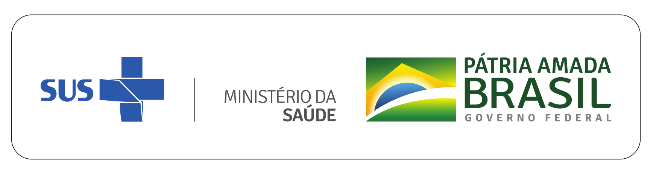 SUS
MINISTÉRIO DA
SAÚDE
PÁTRIA AMADA
BRASIL
GOVERNO FEDERAL